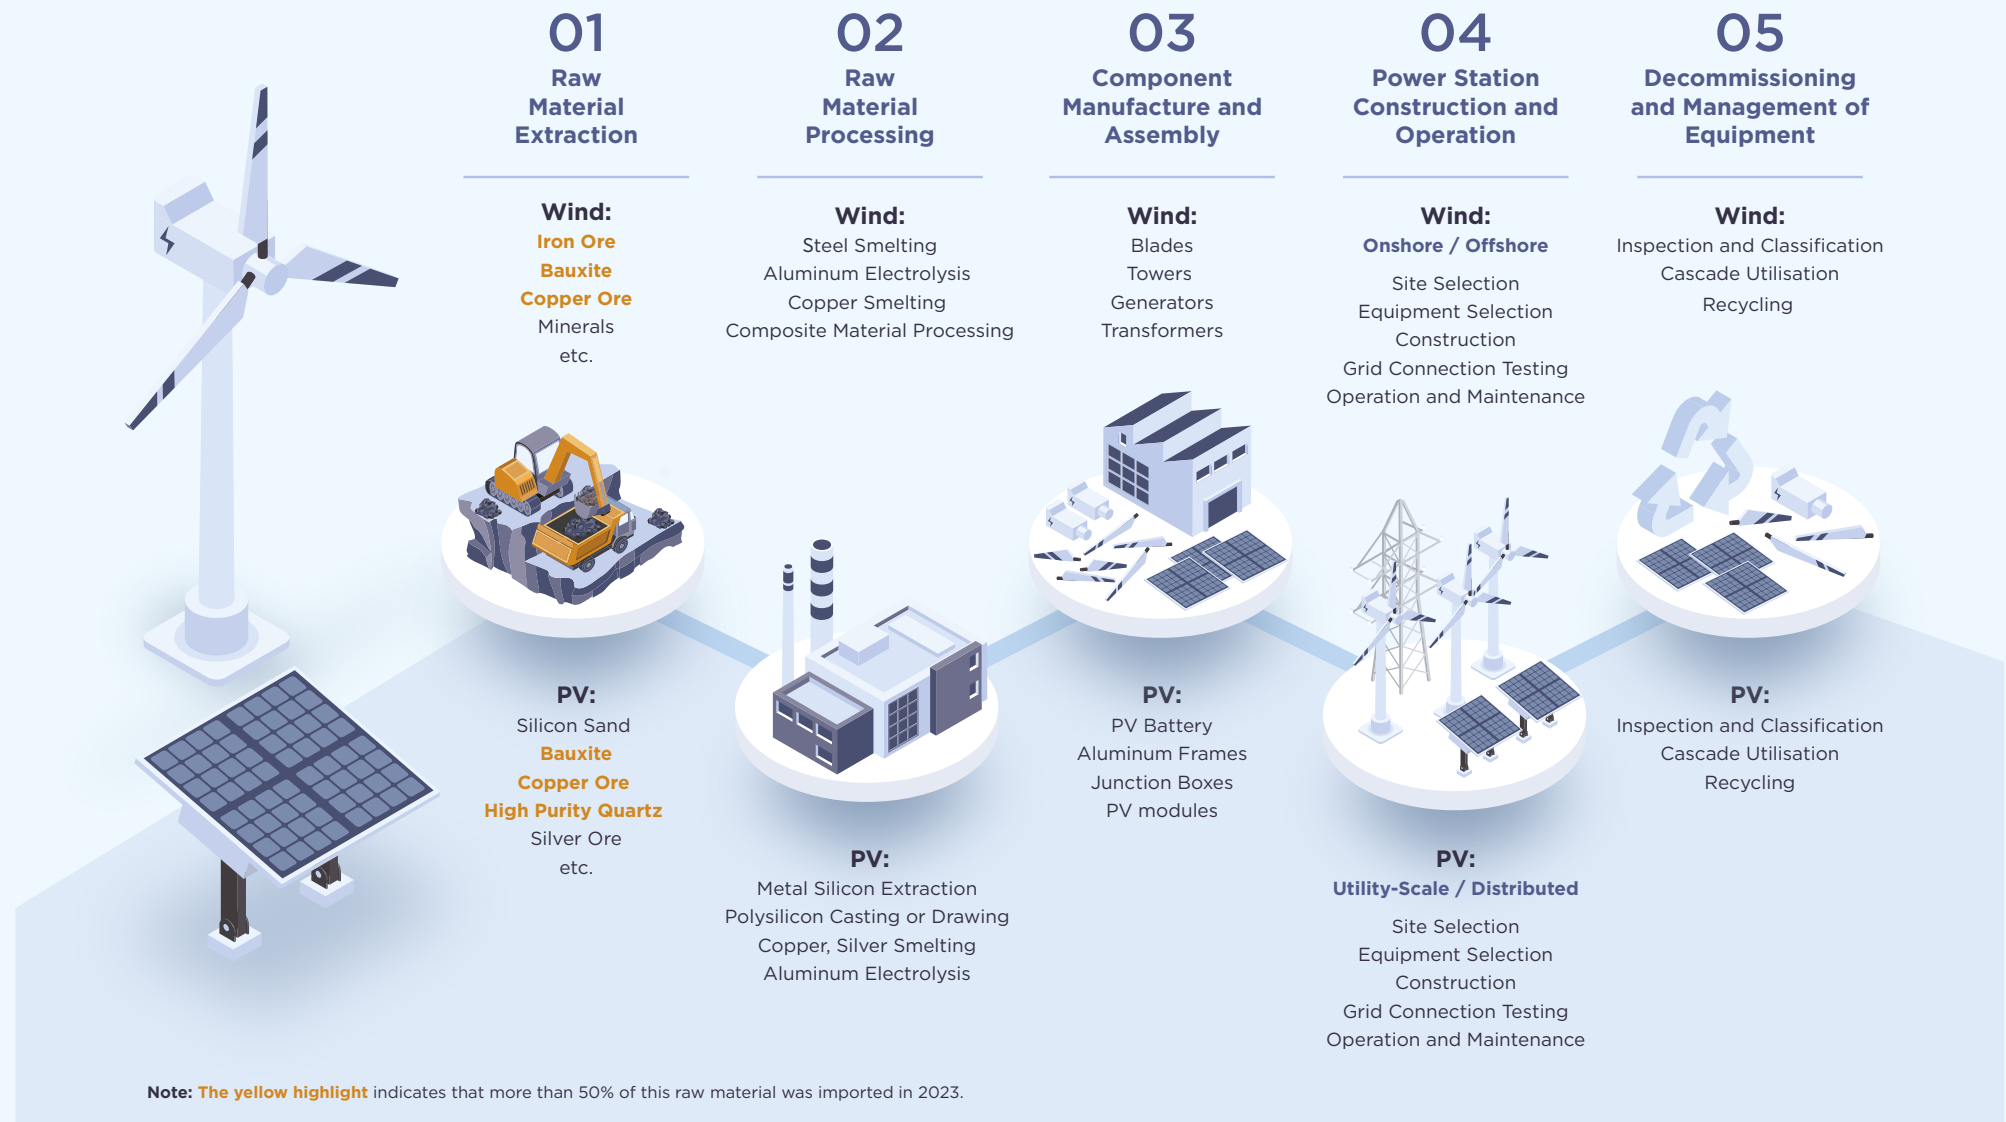 01
Raw
Material
Extraction
Wind:
Iron Ore
Bauxite
Copper Ore
Minerals
etc.
PV:
Silicon Sand
Bauxite
Copper Ore
High Purity Quartz
Silver Ore
etc.
02
Raw
Material
Processing
Wind:
Steel Smelting
Aluminum Electrolysis
Copper Smelting
Composite Material Processing
PV:
Metal Silicon Extraction
Polysilicon Casting or Drawing
Copper, Silver Smelting
Aluminum Electrolysis
03
Component
Manufacture and
Assembly
Wind:
Blades
Towers
Generators
Transformers
PV:
PV Battery
Aluminum Frames
Junction Boxes
PV modules
04
Power Station
Construction and
Operation
Wind:
Onshore / Offshore
Site Selection
Equipment Selection
Construction
Grid Connection Testing
Operation and Maintenance
PV:
Utility-Scale / Distributed
Site Selection
Equipment Selection
Construction
Grid Connection Testing
Operation and Maintenance
05
Decommissioning
and Management of
Equipment
Wind:
Inspection and Classification
Cascade Utilisation
Recycling
PV:
Inspection and Classification
Cascade Utilisation
Recycling
Note: The yellow highlight indicates that more than 50% of this raw material was imported in 2023.